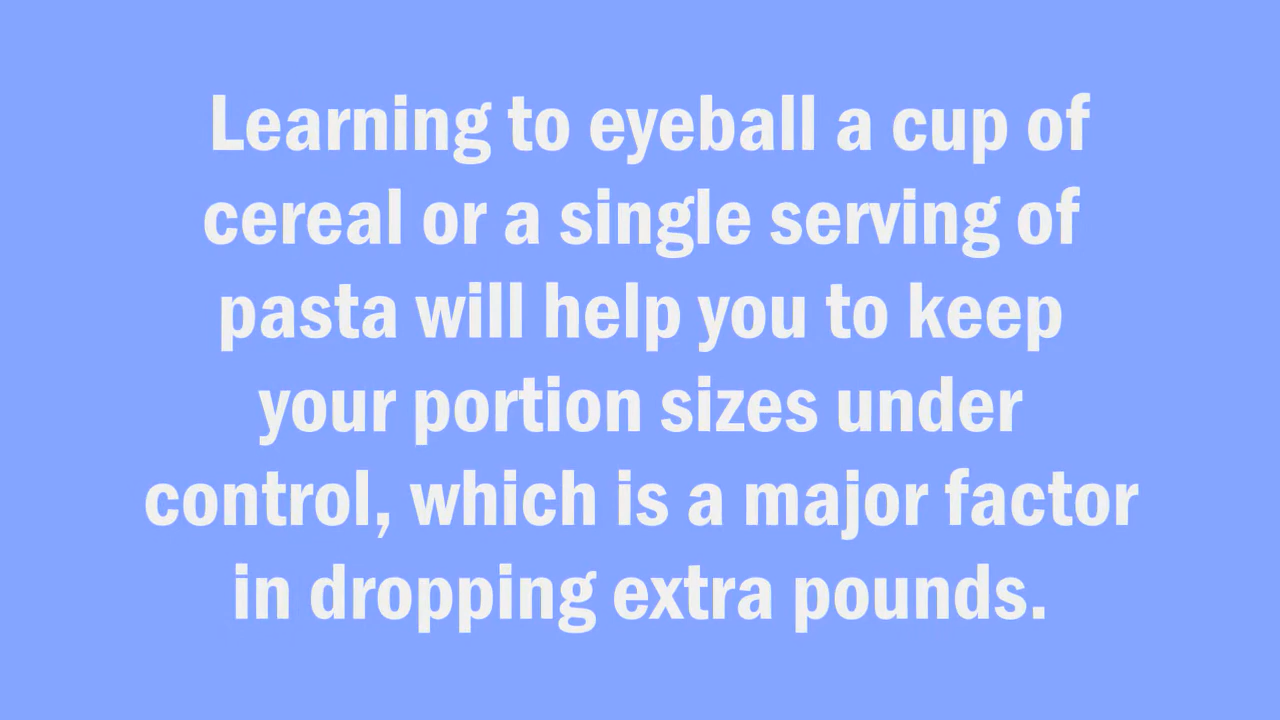 Learning to eyeball a cup of
cereal or a single serving of
pasta will help you to keep
your portion sizes under
control, which is a major factor
in dropping extra pounds.